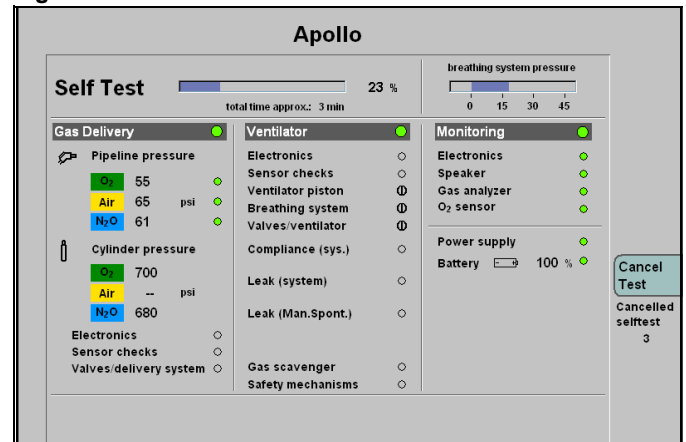 Apollo
Self Test
23 %
total time approx.: 3 min
breathing system pressure
0 15 30 45
Gas Delivery
Pipeline pressure
O2 55
Air 65 psi
N2O 61
Cylinder pressure
O2 700
Air -- psi
N2O 680
Electronics
Sensor checks
Valves/delivery system
Ventilator
Electronics
Sensor checks
Ventilator piston
Breathing system
Valves/ventilator
Compliance (sys.)
Leak (system)
Leak (Man.Spont.)
Gas scavenger
Safety mechanisms
Monitoring
Electronics
Speaker
Gas analyzer
O2 sensor
Power supply
Battery - + 100 %
Cancel
Test
Cancelled
selftest
3